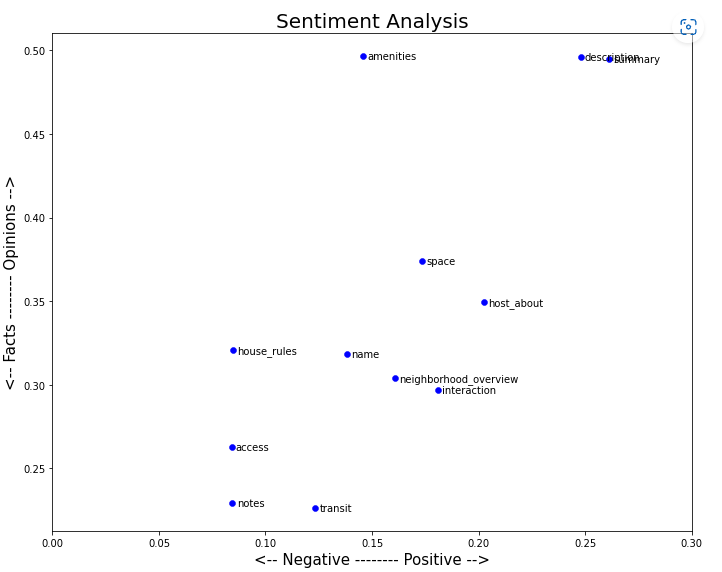 Sentiment Analysis
0.50
amenities
description
summary
0.45
0.40
space
0.35
host_about
house_rules
name
0.30
neighborhood_overview
interaction
0.25
access
notes
transit
<-- Facts -------- Opinions -->
0.00 0.05 0.10 0.15 0.20 0.25 0.30
<-- Negative -------- Positive -->